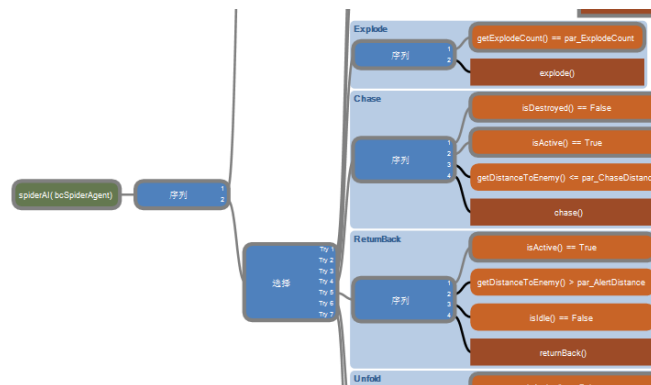 Explode
getExplodeCount() == par_ExplodeCount
序列
1
2
explode()
Chase
isDestroyed() == False
isActive() == True
序列
1
2
3
4
getDistanceToEnemy() <= par_ChaseDistanc
chase()
spiderAI( bcSpiderAgent)
序列
1
2
ReturnBack
isActive() == True
选择
Try 1
Try 2
Try 3
Try 4
Try 5
Try 6
Try 7
序列
1
2
3
4
getDistanceToEnemy() > par_AlertDistance
isIdle() == False
returnBack()
Unfold